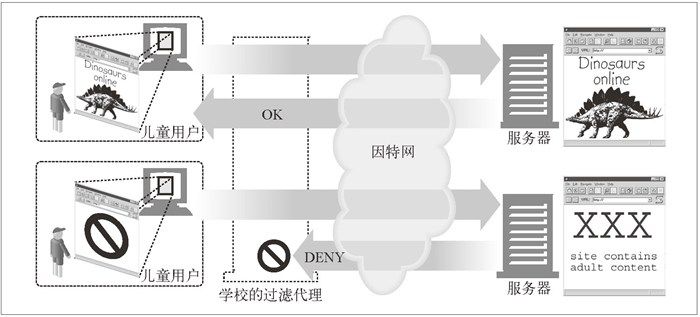 Dinosaurs
online
儿童用户
OK
因特网
服务器
Dinosaurs
online
儿童用户
DENY
学校的过滤代理
服务器
XXX
site contains
adult content